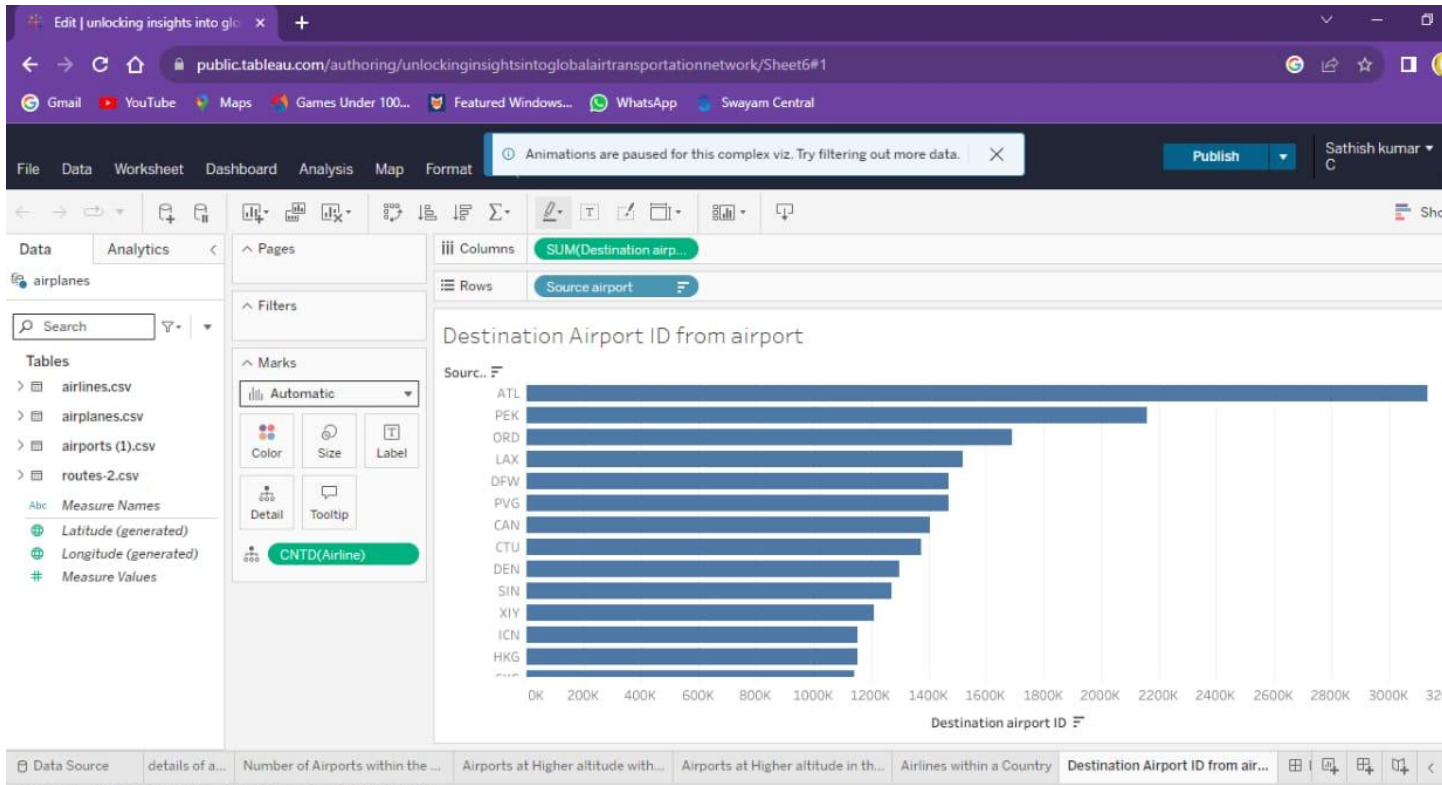 Edit | unlocking insights into glo
public.tableau.com/authoring/unlockinginsightsintoglobalairtransportationnetwork/Sheet6#1
Gmail YouTube Maps Games Under 100... Featured Windows... WhatsApp Swayam Central
Animations are paused for this complex viz. Try filtering out more data.
File Data Worksheet Dashboard Analysis Map Format
Publish
Sathish kumar
C
Sho
Data Analytics
airplanes
Search
Tables
airlines.csv
airplanes.csv
airports (1).csv
routes-2.csv
Abc Measure Names
Latitude (generated)
Longitude (generated)
# Measure Values
Pages
Filters
Marks
Automatic
Color Size Label
Detail Tooltip
CNTD(Airline)
Columns SUM(Destination airp...
Rows Source airport
Destination Airport ID from airport
Sourc..
ATL
PEK
ORD
LAX
DFW
PVG
CAN
CTU
DEN
SIN
XIY
ICN
HKG
0K 200K 400K 600K 800K 1000K 1200K 1400K 1600K 1800K 2000K 2200K 2400K 2600K 2800K 3000K 32
Destination airport ID
Data Source details of a... Number of Airports within the ... Airports at Higher altitude with... Airports at Higher altitude in th... Airlines within a Country Destination Airport ID from air...